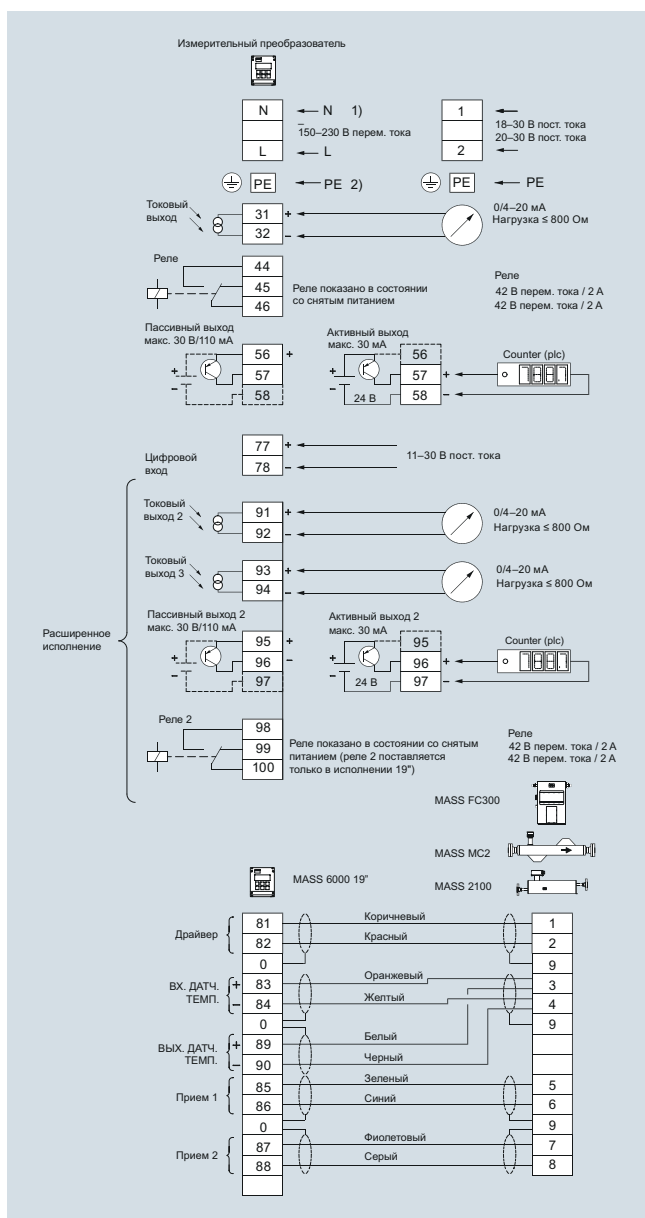 Измерительный преобразователь
N
N 1)
1
150–230 В перем. тока
18–30 В пост. тока
20–30 В пост. тока
L
L
2
PE
PE 2)
PE
PE
Токовый
выход
31
+
32
–
0/4–20 мА
Нагрузка ≤ 800 Ом
Реле
44
45
46
Реле показано в состоянии
со снятым питанием
Реле
42 В перем. тока / 2 А
42 В перем. тока / 2 А
Пассивный выход
макс. 30 В/110 мА
+
–
56
+
57
58
Активный выход
макс. 30 мА
+
–
24 В
56
57
+
58
–
Counter (plc)
Цифровой
вход
77
+
78
–
11–30 В пост. тока
Расширенное
исполнение
Токовый
выход 2
91
+
92
–
0/4–20 мА
Нагрузка ≤ 800 Ом
Токовый
выход 3
93
+
94
–
0/4–20 мА
Нагрузка ≤ 800 Ом
Пассивный выход 2
макс. 30 В/110 мА
+
–
95
+
96
–
97
Активный выход 2
макс. 30 мА
+
–
24 В
95
96
+
97
–
Counter (plc)
Реле 2
98
99
100
Реле показано в состоянии со снятым
питанием (реле 2 поставляется
только в исполнении 19")
Реле
42 В перем. тока / 2 А
42 В перем. тока / 2 А
MASS FC300
MASS MC2
MASS 6000 19"
MASS 2100
Драйвер
81
Коричневый
1
82
Красный
2
0
9
ВХ. ДАТЧ.
ТЕМП.
+
83
Оранжевый
3
–
84
Желтый
4
0
9
ВЫХ. ДАТЧ.
ТЕМП.
+
89
Белый
–
90
Черный
Прием 1
85
Зеленый
5
86
Синий
6
0
9
Прием 2
87
Фиолетовый
7
88
Серый
8